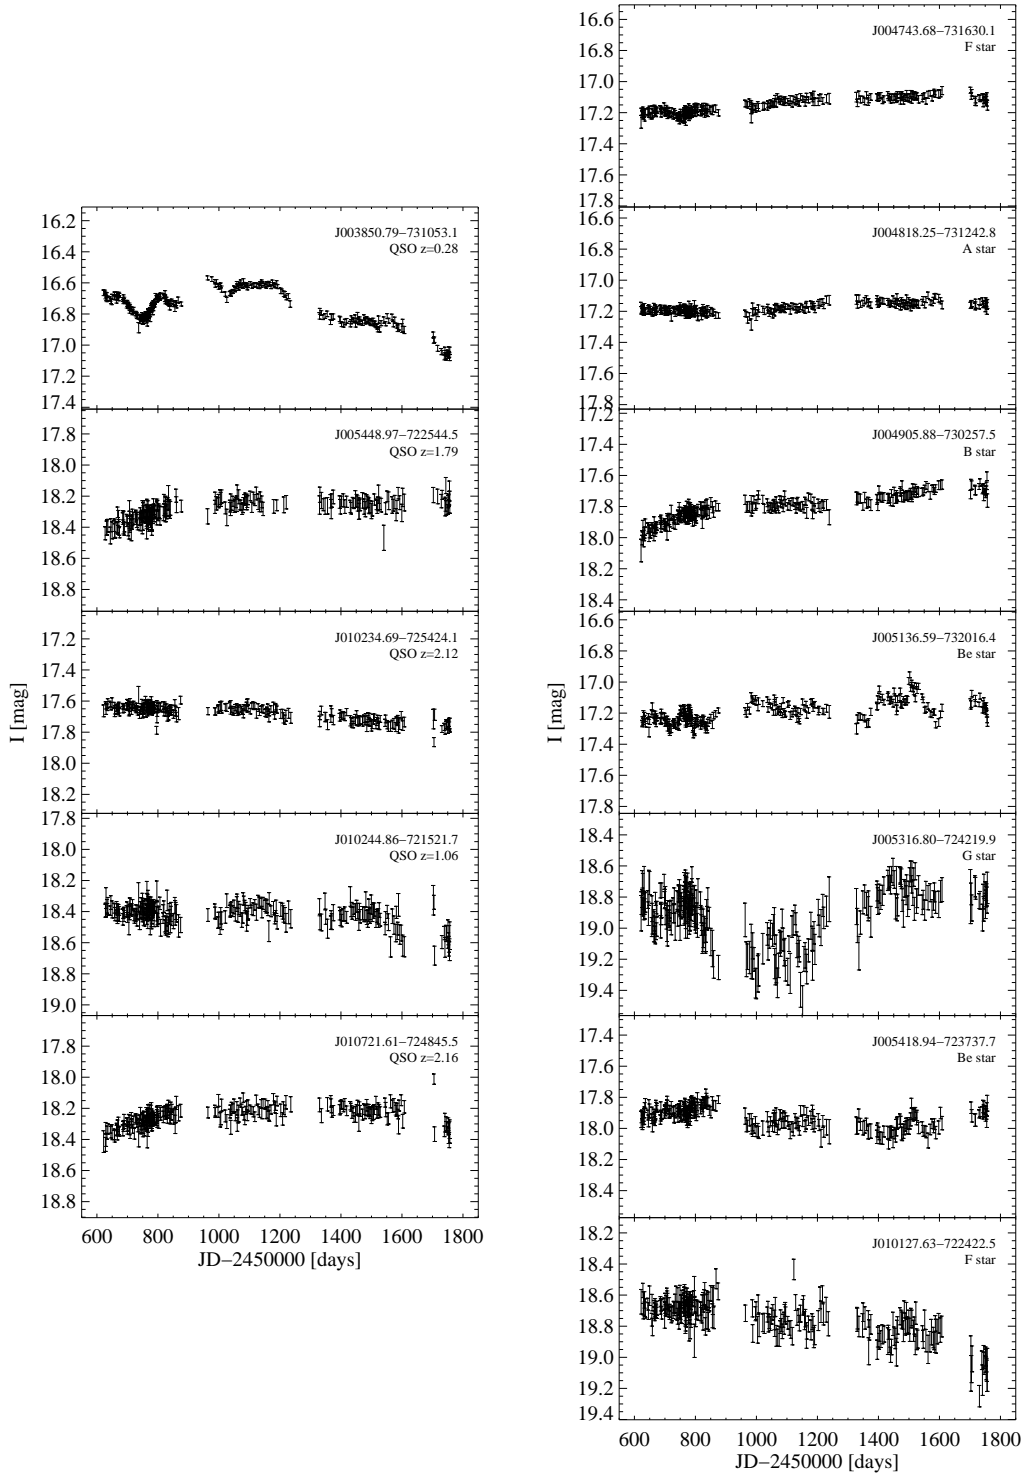 J003850.79−731053.1
QSO z=0.28
16.2
16.4
16.6
16.8
17.0
17.2
17.4
J005448.97−722544.5
QSO z=1.79
17.8
18.0
18.2
18.4
18.6
18.8
J010234.69−725424.1
QSO z=2.12
17.2
17.4
17.6
17.8
18.0
18.2
I [mag]
J010244.86−721521.7
QSO z=1.06
17.8
18.0
18.2
18.4
18.6
18.8
19.0
J010721.61−724845.5
QSO z=2.16
17.8
18.0
18.2
18.4
18.6
18.8
600 800 1000 1200 1400 1600 1800
JD−2450000 [days]
J004743.68−731630.1
F star
16.6
16.8
17.0
17.2
17.4
17.6
17.8
J004818.25−731242.8
A star
16.6
16.8
17.0
17.2
17.4
17.6
17.8
J004905.88−730257.5
B star
17.2
17.4
17.6
17.8
18.0
18.2
18.4
J005136.59−732016.4
Be star
16.6
16.8
17.0
17.2
17.4
17.6
17.8
I [mag]
J005316.80−724219.9
G star
18.4
18.6
18.8
19.0
19.2
19.4
J005418.94−723737.7
Be star
17.4
17.6
17.8
18.0
18.2
18.4
J010127.63−722422.5
F star
18.2
18.4
18.6
18.8
19.0
19.2
19.4
600 800 1000 1200 1400 1600 1800
JD−2450000 [days]